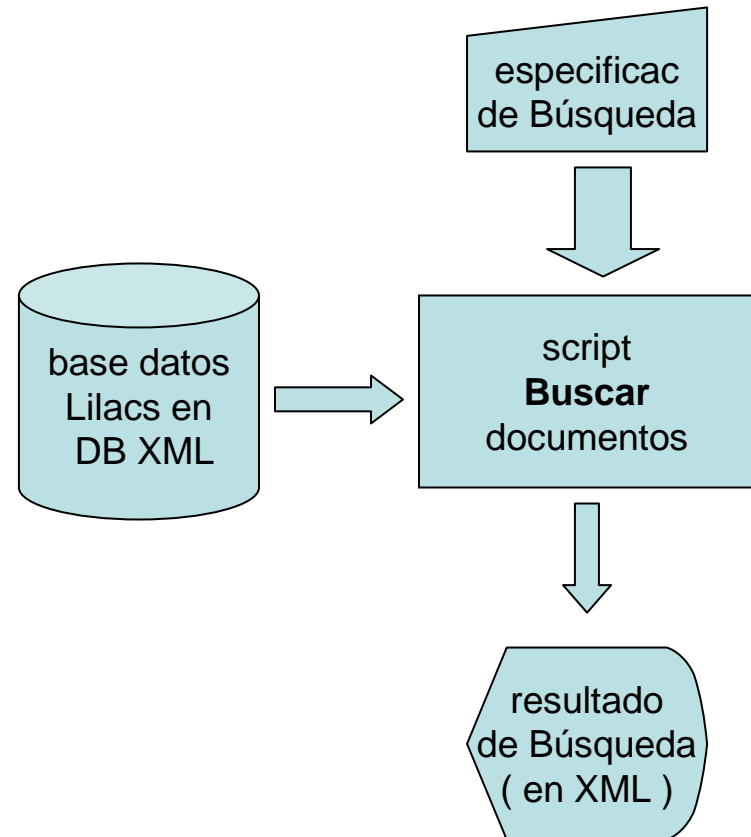 especificac
de Búsqueda
base datos
Lilacs en
DB XML
script
Buscar
documentos
resultado
de Búsqueda
( en XML )